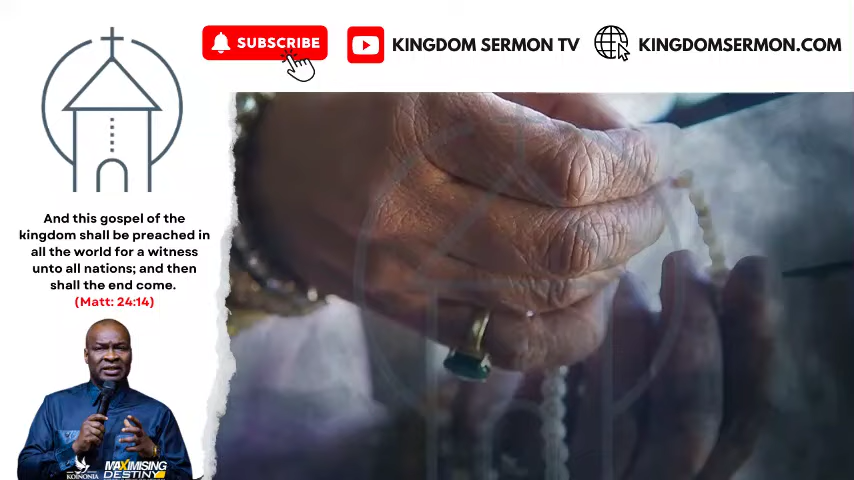 SUBSCRIBE
KINGDOM SERMON TV
KINGDOMSERMON.COM
And this gospel of the
kingdom shall be preached in
all the world for a witness
unto all nations; and then
shall the end come.
(Matt: 24:14)
KOINONIA
MAXIMISING
DESTINY